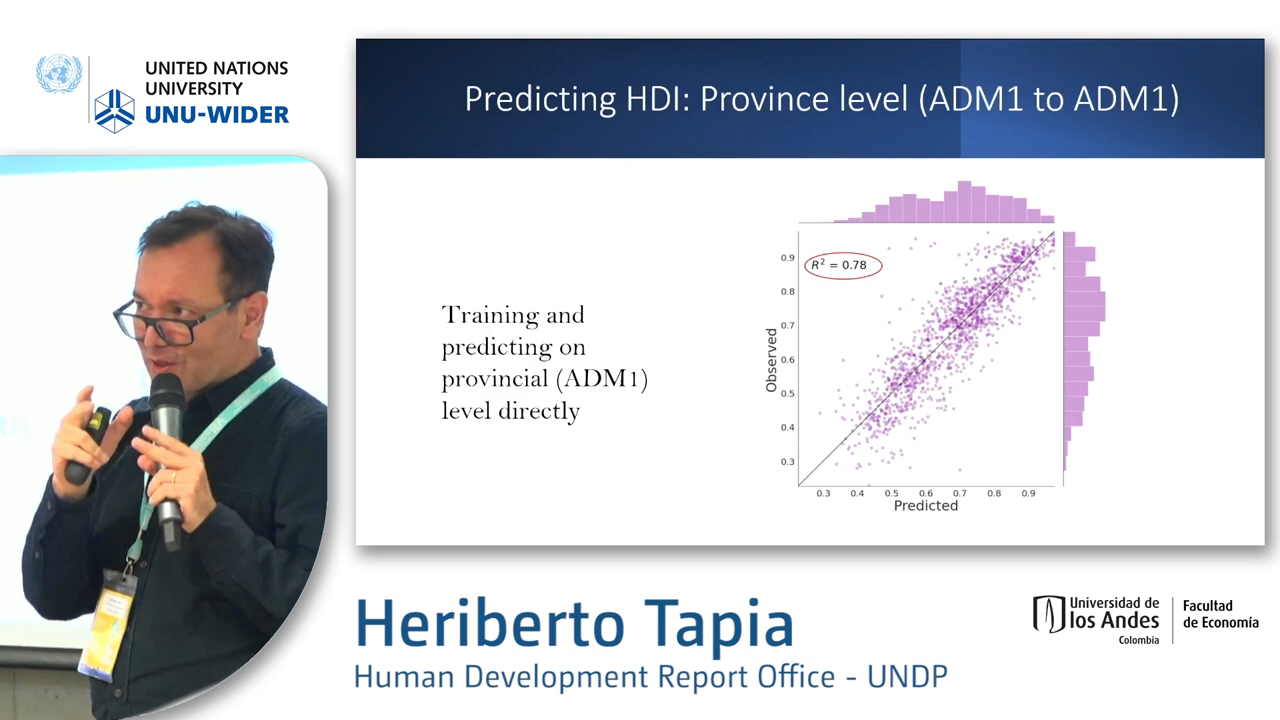 UNITED NATIONS
UNIVERSITY
UNU-WIDER
Predicting HDI: Province level (ADM1 to ADM1)
Training and
predicting on
provincial (ADM1)
level directly
R² = 0.78
Observed
0.9
0.8
0.7
0.6
0.5
0.4
0.3
0.3 0.4 0.5 0.6 0.7 0.8 0.9
Predicted
Heriberto Tapia
Human Development Report Office - UNDP
Universidad de
los Andes
Colombia
Facultad
de Economía